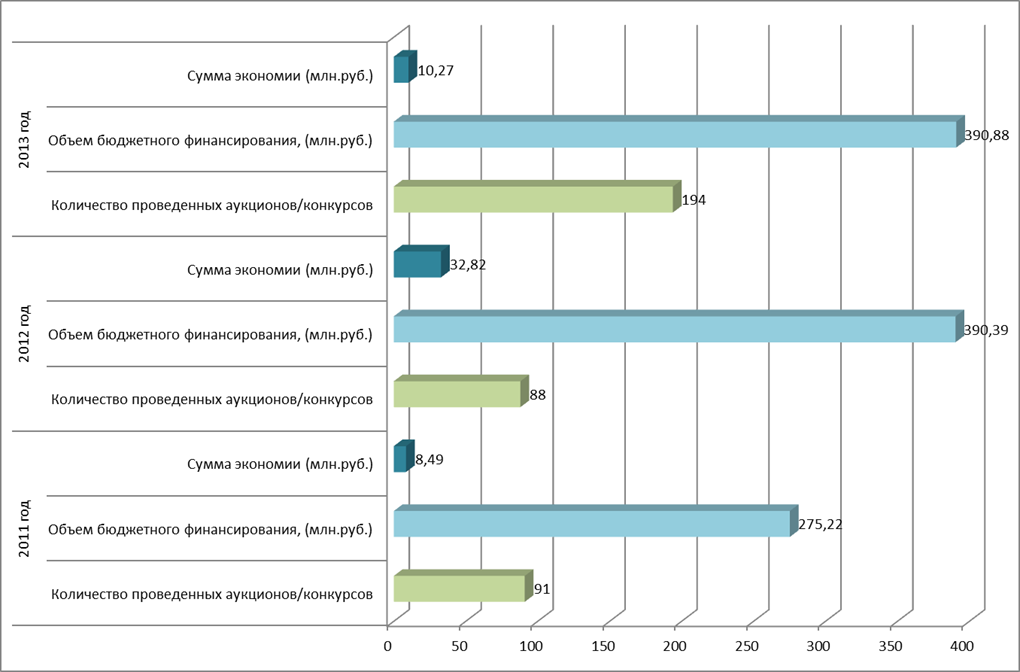 2013 год
Сумма экономии (млн.руб.)
10,27
Объем бюджетного финансирования, (млн.руб.)
390,88
Количество проведенных аукционов/конкурсов
194
2012 год
Сумма экономии (млн.руб.)
32,82
Объем бюджетного финансирования, (млн.руб.)
390,39
Количество проведенных аукционов/конкурсов
88
2011 год
Сумма экономии (млн.руб.)
8,49
Объем бюджетного финансирования, (млн.руб.)
275,22
Количество проведенных аукционов/конкурсов
91
0 50 100 150 200 250 300 350 400